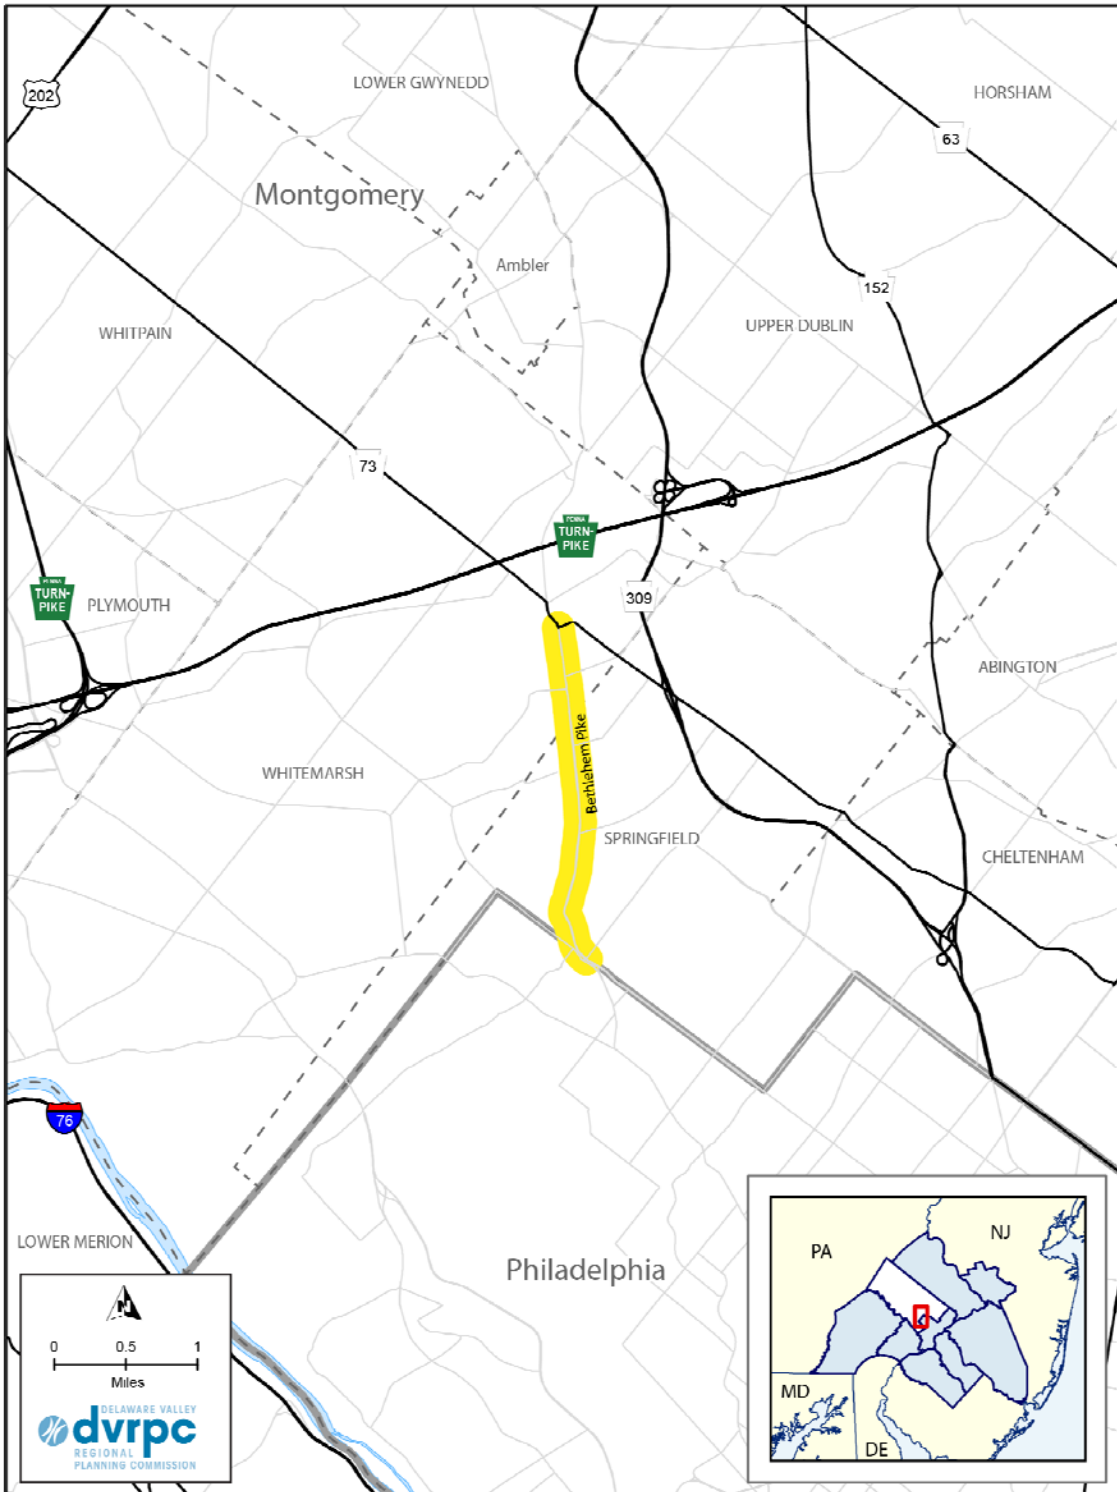 202
LOWER GWYNEDD
HORSHAM
63
Montgomery
Ambler
152
WHITPAIN
UPPER DUBLIN
73
PENNA
TURN-
PIKE
PENNA
TURN-
PIKE
PLYMOUTH
309
ABINGTON
Bethlehem Pike
WHITEMARSH
SPRINGFIELD
CHELTENHAM
76
LOWER MERION
Philadelphia
N
0 0.5 1
Miles
DELAWARE VALLEY
dvrpc
REGIONAL
PLANNING COMMISSION
PA
NJ
MD
DE